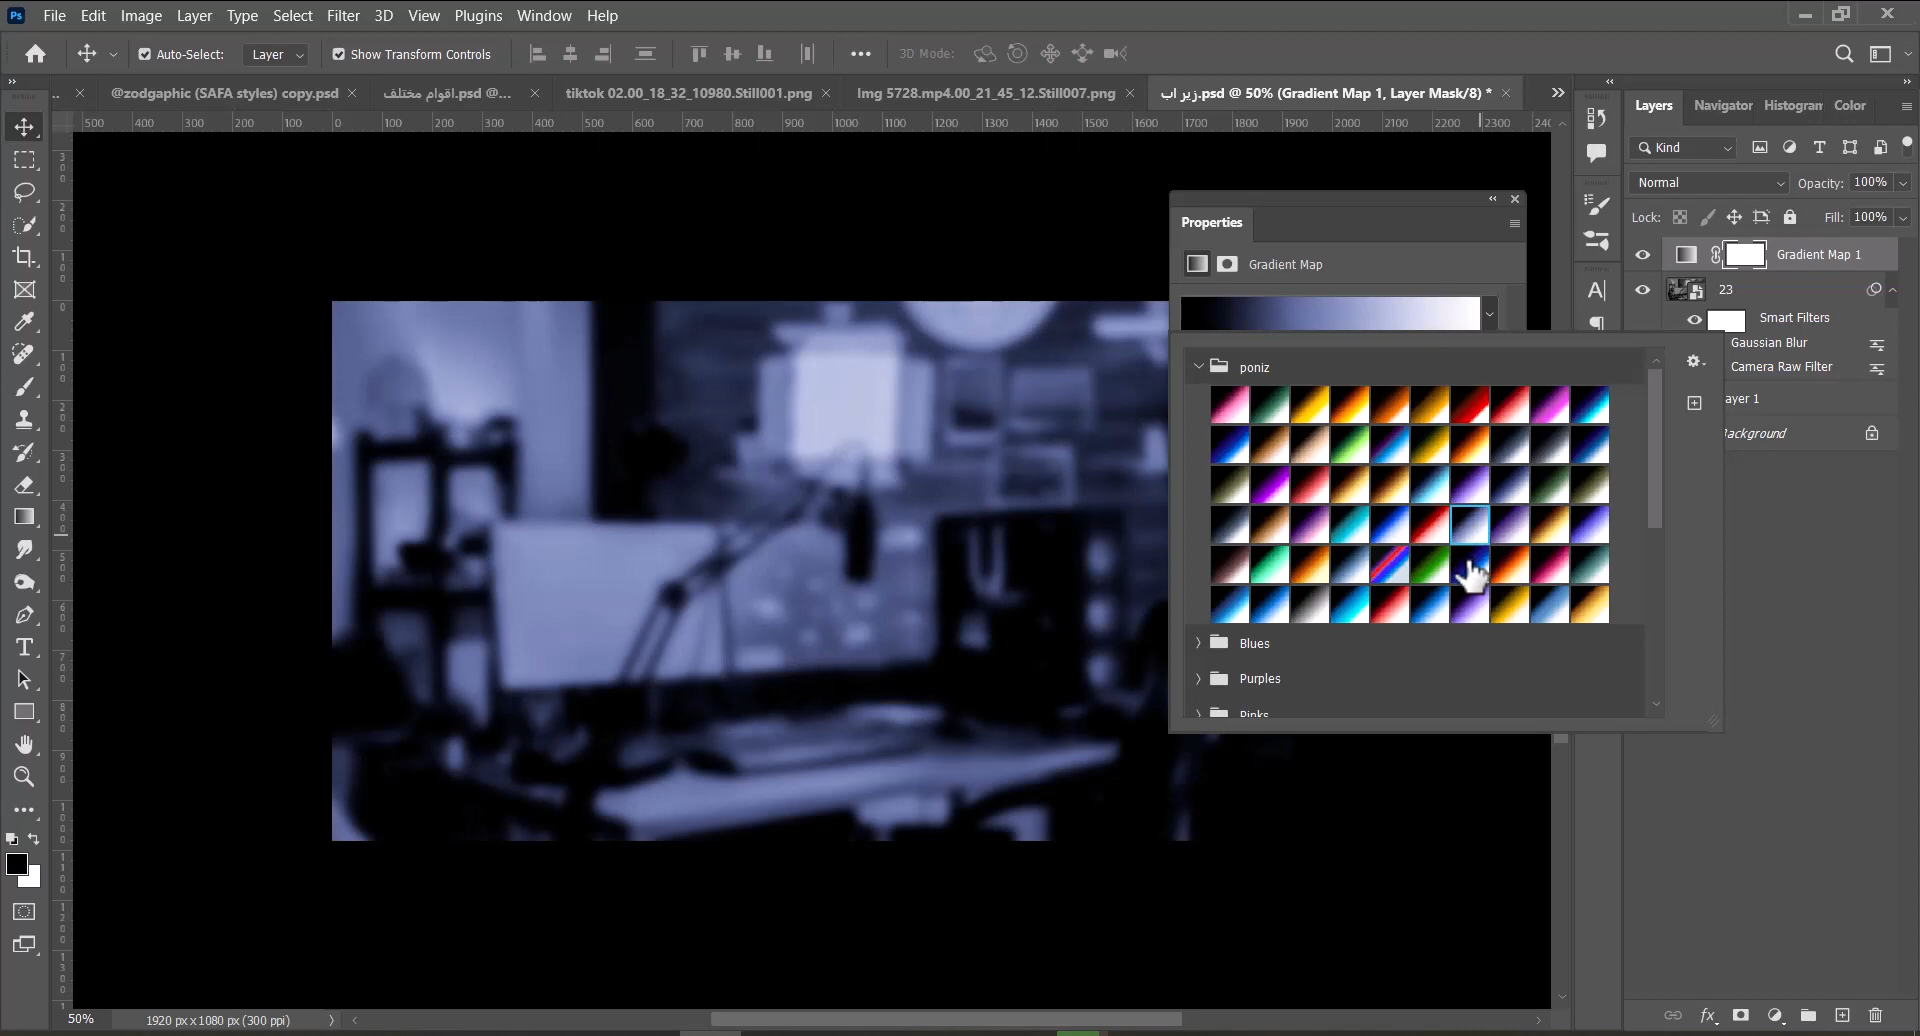 Ps File Edit Image Layer Type Select Filter 3D View Plugins Window Help
Auto-Select: Layer Show Transform Controls 3D Mode:
@zodgaphic (SAFA styles) copy.psd اقوام مختلف.psd @... tiktok 02.00_18_32_10980.Still001.png Img 5728.mp4.00_21_45_12.Still007.png زیر اب.psd @ 50% (Gradient Map 1, Layer Mask/8) *
500 400 300 200 100 0 100 200 300 400 500 600 700 800 900 1000 1100 1200 1300 1400 1500 1600 1700 1800 1900 2000 2100 2200 2300 240
Layers Navigator Histogran Color
Kind
Normal Opacity: 100%
Lock: Fill: 100%
Gradient Map 1
23
Smart Filters
Gaussian Blur
Camera Raw Filter
ayer 1
Background
Properties
Gradient Map
poniz
Blues
Purples
Pinks
50% 1920 px x 1080 px (300 ppi)